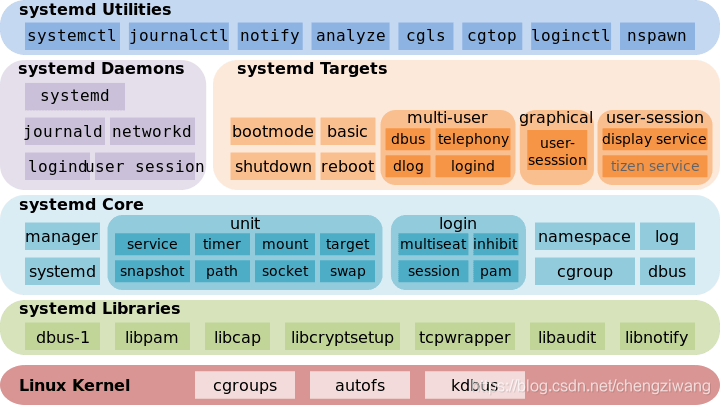 systemd Utilities
systemctl journalctl notify analyze cgls cgtop loginctl nspawn
systemd Daemons
systemd
journald networkd
logind user session
systemd Targets
bootmode basic
shutdown reboot
multi-user
dbus telephony
dlog logind
graphical
user-
sesssion
user-session
display service
tizen service
systemd Core
manager
systemd
unit
service timer mount target
snapshot path socket swap
login
multiseat inhibit
session pam
namespace log
cgroup dbus
systemd Libraries
dbus-1 libpam libcap libcryptsetup tcpwrapper libaudit libnotify
Linux Kernel
cgroups autofs kdbus
https://blog.csdn.net/chengziwang